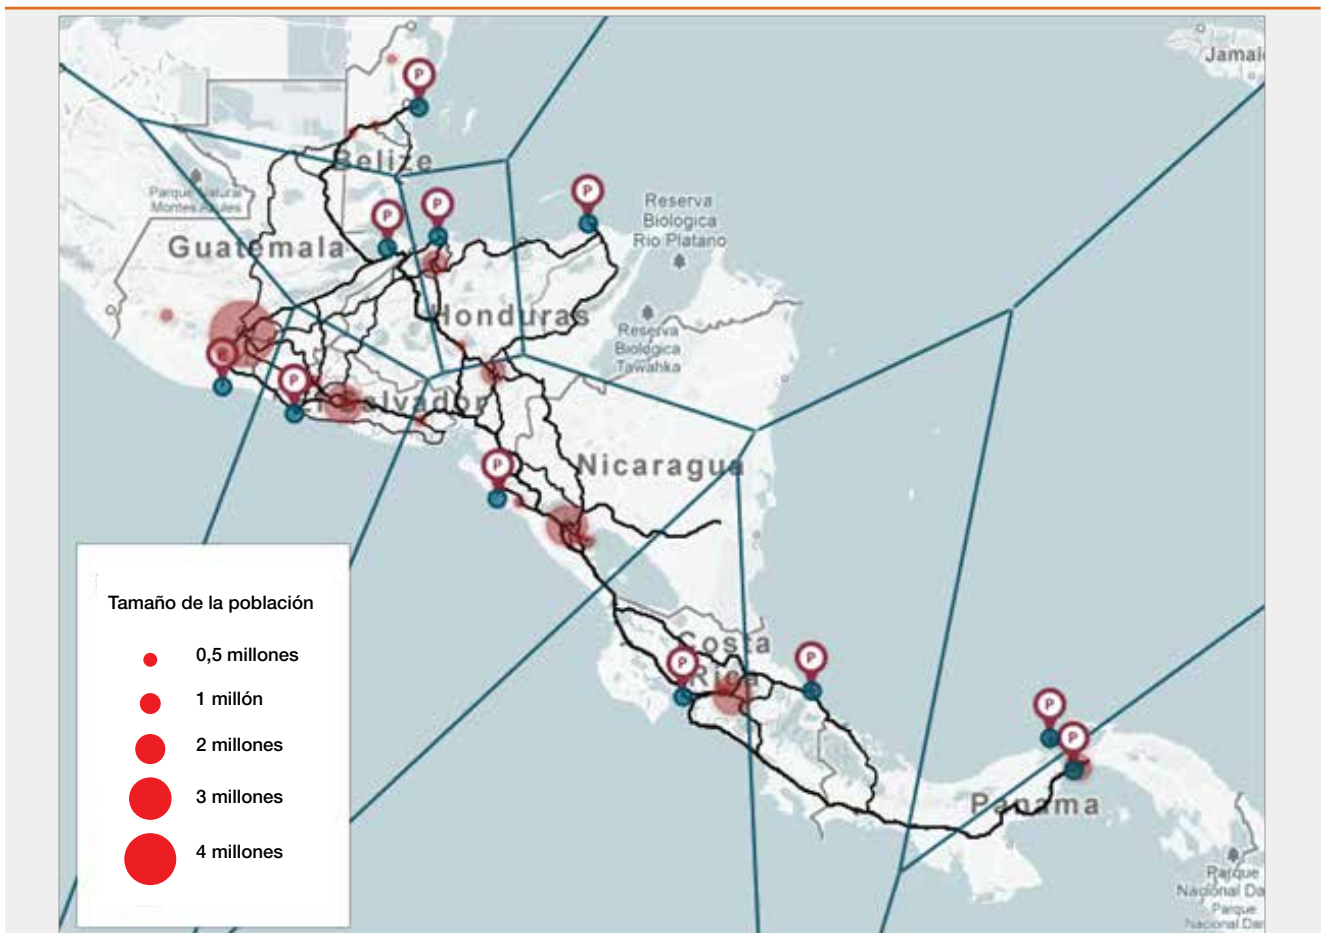 Jamai
P
Belize
Parque Natural
Montes Azules
P
P
P
Reserva
Biologica
Rio Platano
Guatemala
Honduras
Reserva
Biologica
Tawahka
P
El Salvador
P
Nicaragua
Tamaño de la población
0,5 millones
1 millón
2 millones
3 millones
4 millones
Costa
Rica
P
P
P
P
Panama
Parque
Nacional Da
Parque
Nacional Dar